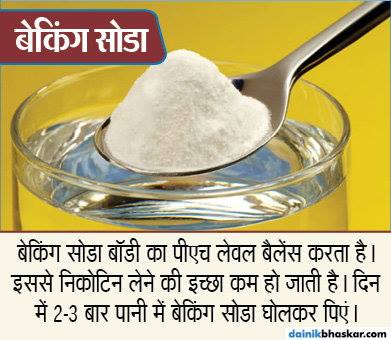 बेकिंग सोडा
बेकिंग सोडा बॉडी का पीएच लेवल बैलेंस करता है।
इससे निकोटिन लेने की इच्छा कम हो जाती है। दिन
में 2-3 बार पानी में बेकिंग सोडा घोलकर पिएं।
dainikbhaskar.com